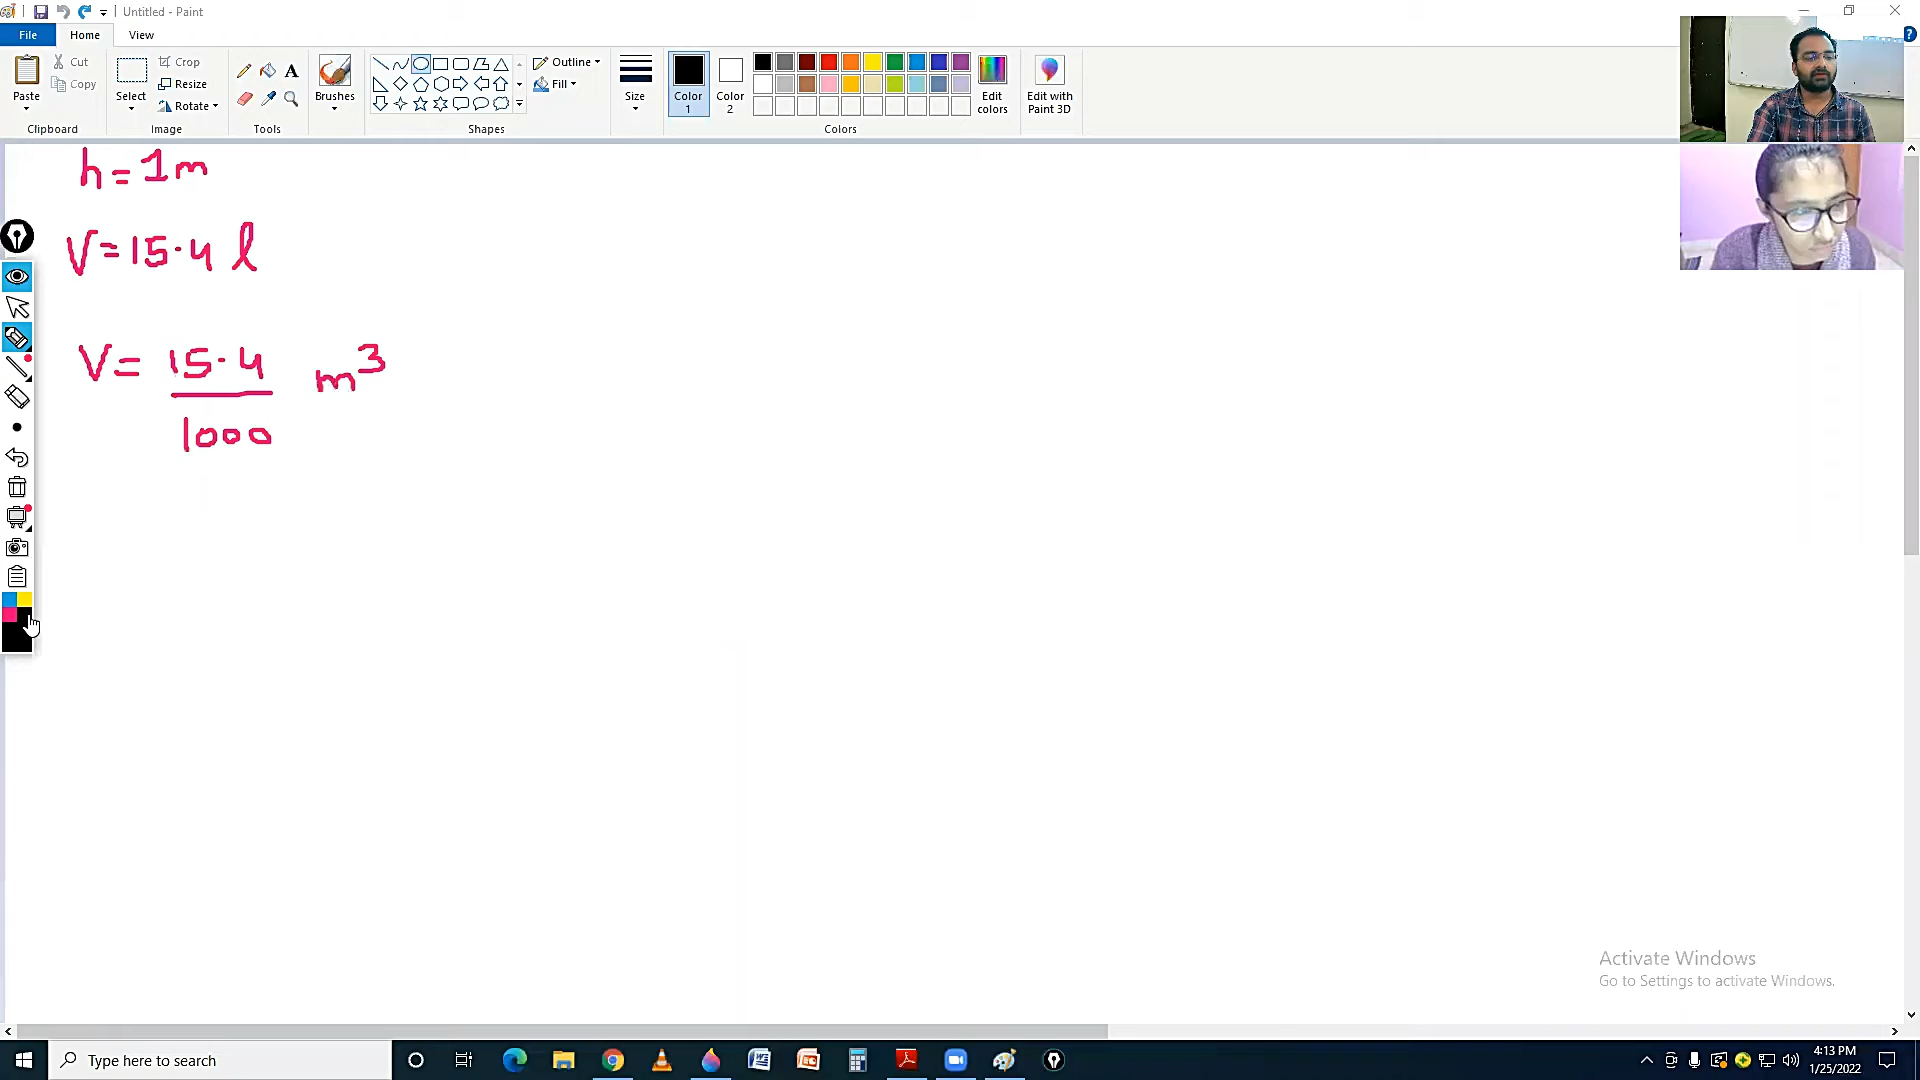 Untitled - Paint
File Home View
Paste
Cut
Copy
Clipboard
Select
Crop
Resize
Rotate
Image
Tools
Brushes
Shapes
Outline
Fill
Size
Color 1
Color 2
Colors
Edit colors
Edit with Paint 3D
h = 1m
V = 15.4 l
V = 15.4 m³
1000
Activate Windows
Go to Settings to activate Windows.
Type here to search
4:13 PM
1/25/2022